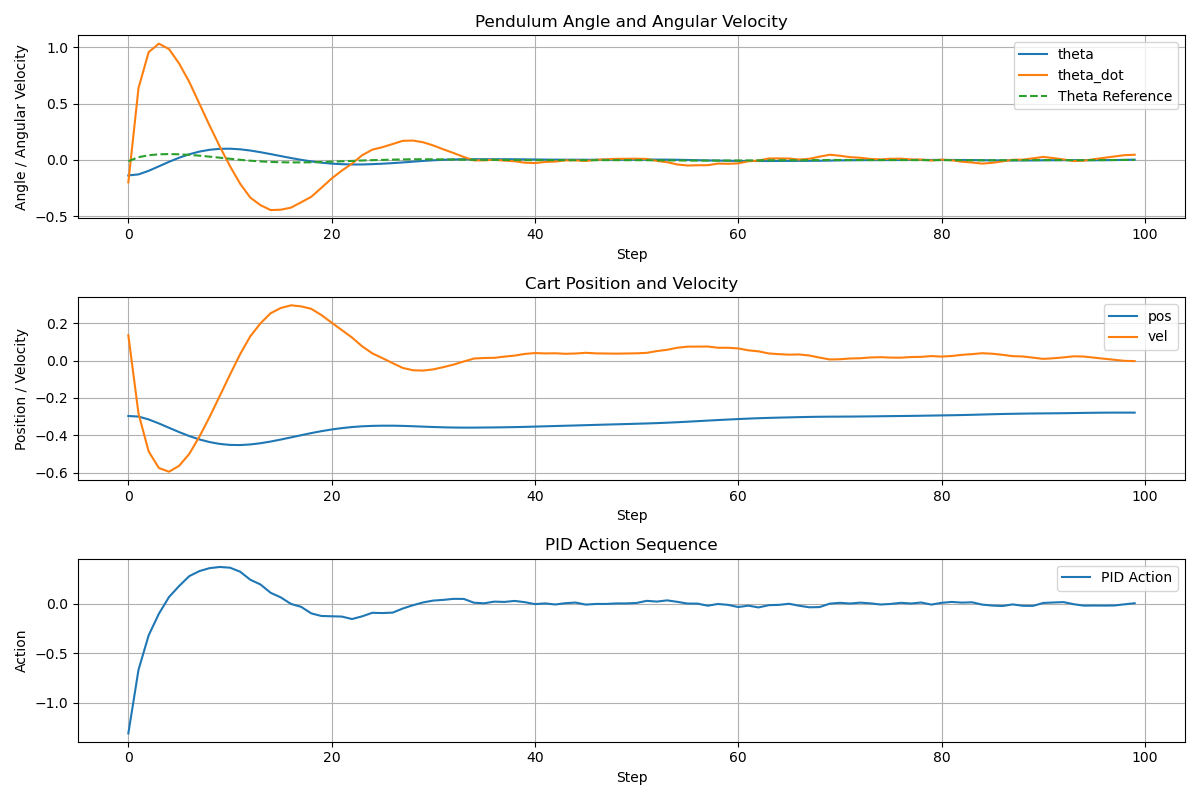 Pendulum Angle and Angular Velocity
Angle / Angular Velocity
1.0
0.5
0.0
−0.5
theta
theta_dot
Theta Reference
0 20 40 60 80 100
Step
Cart Position and Velocity
Position / Velocity
0.2
0.0
−0.2
−0.4
−0.6
pos
vel
0 20 40 60 80 100
Step
PID Action Sequence
Action
0.0
−0.5
−1.0
PID Action
0 20 40 60 80 100
Step